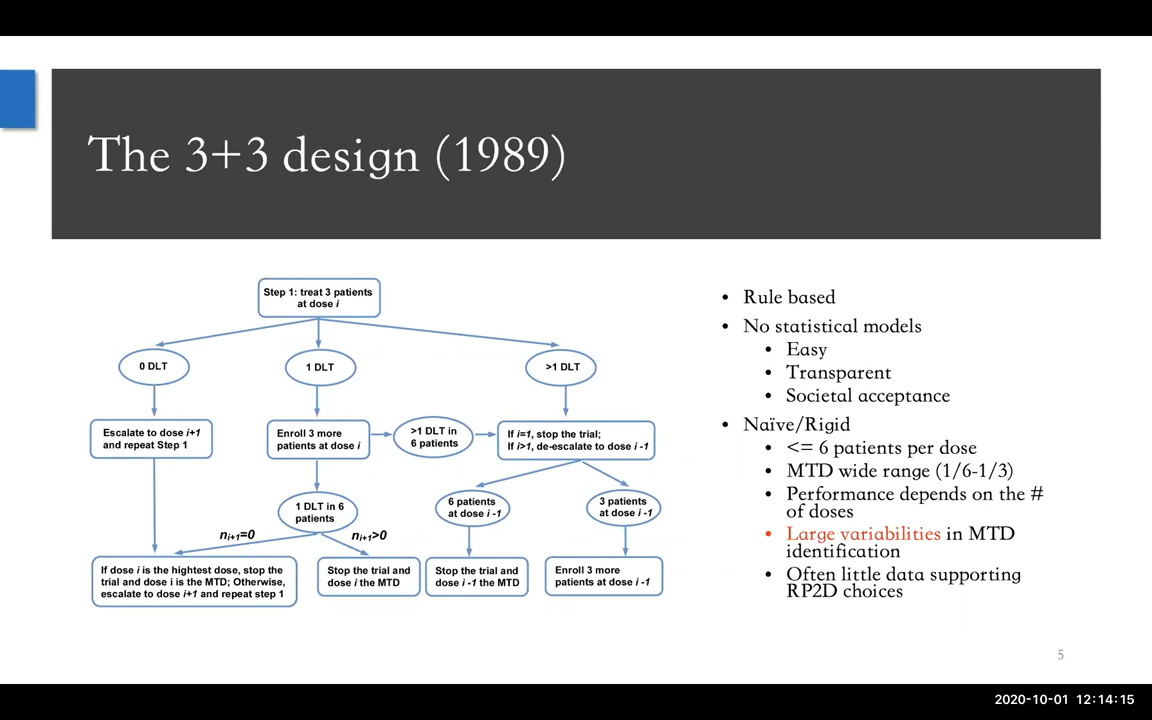 The 3+3 design (1989)
Step 1: treat 3 patients
at dose i
0 DLT
1 DLT
>1 DLT
Escalate to dose i+1
and repeat Step 1
Enroll 3 more
patients at dose i
>1 DLT in
6 patients
If i=1, stop the trial;
If i>1, de-escalate to dose i -1
1 DLT in 6
patients
6 patients
at dose i -1
3 patients
at dose i -1
ni+1=0
ni+1>0
If dose i is the hightest dose, stop the
trial and dose i is the MTD; Otherwise,
escalate to dose i+1 and repeat step 1
Stop the trial and
dose i the MTD
Stop the trial and
dose i -1 the MTD
Enroll 3 more
patients at dose i -1
• Rule based
• No statistical models
• Easy
• Transparent
• Societal acceptance
• Naïve/Rigid
• <= 6 patients per dose
• MTD wide range (1/6-1/3)
• Performance depends on the #
of doses
• Large variabilities in MTD
identification
• Often little data supporting
RP2D choices
5
2020-10-01 12:14:15